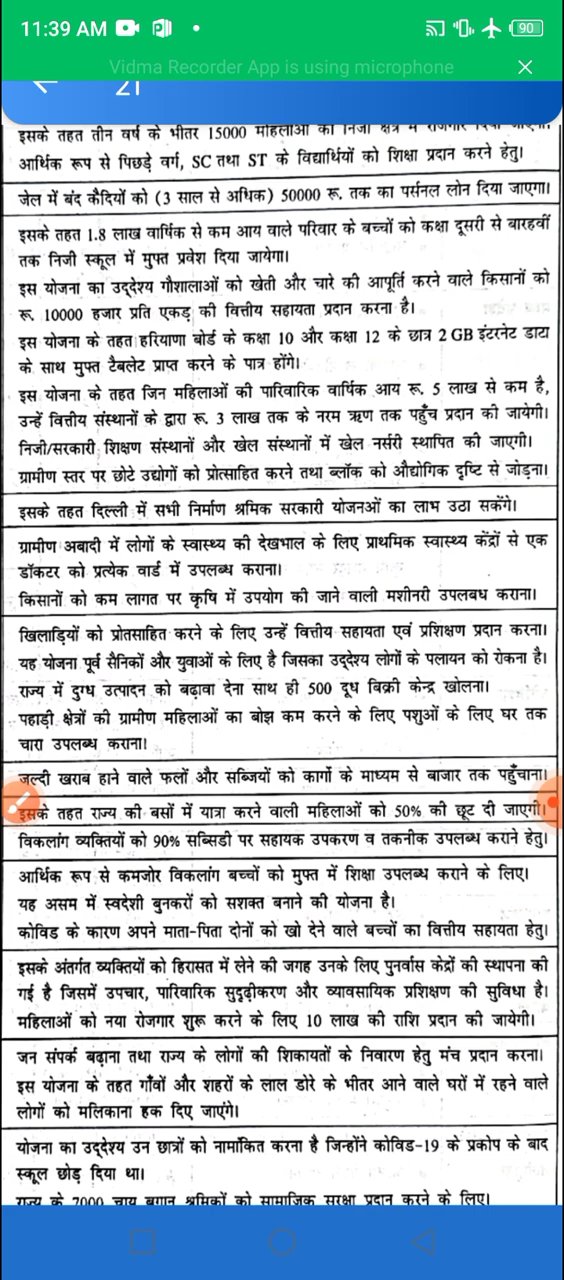 11:39 AM
90
Vidma Recorder App is using microphone
21
इसके तहत तीन वर्ष के भीतर 15000 महिलाओं को निजी क्षेत्र में रोजगार दिया जाएगा।
आर्थिक रूप से पिछड़े वर्ग, SC तथा ST के विद्यार्थियों को शिक्षा प्रदान करने हेतु।
जेल में बंद कैदियों को (3 साल से अधिक) 50000 रू. तक का पर्सनल लोन दिया जाएगा।
इसके तहत 1.8 लाख वार्षिक से कम आय वाले परिवार के बच्चों को कक्षा दूसरी से बारहवीं
तक निजी स्कूल में मुफ्त प्रवेश दिया जायेगा।
इस योजना का उद्देश्य गौशालाओं को खेती और चारे की आपूर्ति करने वाले किसानों को
रू. 10000 हजार प्रति एकड़ की वित्तीय सहायता प्रदान करना है।
इस योजना के तहत हरियाणा बोर्ड के कक्षा 10 और कक्षा 12 के छात्र 2 GB इंटरनेट डाटा
के साथ मुफ्त टैबलेट प्राप्त करने के पात्र होंगे।
इस योजना के तहत जिन महिलाओं की पारिवारिक वार्षिक आय रू. 5 लाख से कम है,
उन्हें वित्तीय संस्थानों के द्वारा रू. 3 लाख तक के नरम ऋण तक पहुँच प्रदान की जायेगी।
निजी/सरकारी शिक्षण संस्थानों और खेल संस्थानों में खेल नर्सरी स्थापित की जाएगी।
ग्रामीण स्तर पर छोटे उद्योगों को प्रोत्साहित करने तथा ब्लॉक को औद्योगिक दृष्टि से जोड़ना।
इसके तहत दिल्ली में सभी निर्माण श्रमिक सरकारी योजनओं का लाभ उठा सकेंगे।
ग्रामीण अबादी में लोगों के स्वास्थ्य की देखभाल के लिए प्राथमिक स्वास्थ्य केंद्रों से एक
डॉकटर को प्रत्येक वार्ड में उपलब्ध कराना।
किसानों को कम लागत पर कृषि में उपयोग की जाने वाली मशीनरी उपलबध कराना।
खिलाड़ियों को प्रोतसाहित करने के लिए उन्हें वित्तीय सहायता एवं प्रशिक्षण प्रदान करना।
यह योजना पूर्व सैनिकों और युवाओं के लिए है जिसका उद्देश्य लोगों के पलायन को रोकना है।
राज्य में दुग्ध उत्पादन को बढ़ावा देना साथ ही 500 दूध बिक्री केन्द्र खोलना।
पहाड़ी क्षेत्रों की ग्रामीण महिलाओं का बोझ कम करने के लिए पशुओं के लिए घर तक
चारा उपलब्ध कराना।
जल्दी खराब हाने वाले फलों और सब्जियों को कार्गो के माध्यम से बाजार तक पहुँचाना।
इसके तहत राज्य की बसों में यात्रा करने वाली महिलाओं को 50% की छूट दी जाएगी।
विकलांग व्यक्तियों को 90% सब्सिडी पर सहायक उपकरण व तकनीक उपलब्ध कराने हेतु।
आर्थिक रूप से कमजोर विकलांग बच्चों को मुफ्त में शिक्षा उपलब्ध कराने के लिए।
यह असम में स्वदेशी बुनकरों को सशक्त बनाने की योजना है।
कोविड के कारण अपने माता-पिता दोनों को खो देने वाले बच्चों का वित्तीय सहायता हेतु।
इसके अंतर्गत व्यक्तियों को हिरासत में लेने की जगह उनके लिए पुनर्वास केद्रों की स्थापना की
गई है जिसमें उपचार, पारिवारिक सुदृढ़ीकरण और व्यावसायिक प्रशिक्षण की सुविधा है।
महिलाओं को नया रोजगार शुरू करने के लिए 10 लाख की राशि प्रदान की जायेगी।
जन संपर्क बढ़ाना तथा राज्य के लोगों की शिकायतों के निवारण हेतु मंच प्रदान करना।
इस योजना के तहत गाँवों और शहरों के लाल डोरे के भीतर आने वाले घरों में रहने वाले
लोगों को मलिकाना हक दिए जाएंगे।
योजना का उद्देश्य उन छात्रों को नामांकित करना है जिन्होंने कोविड-19 के प्रकोप के बाद
स्कूल छोड़ दिया था।
राज्य के 7000 चाय बगान श्रमिकों को सामाजिक सुरक्षा प्रदान करने के लिए।